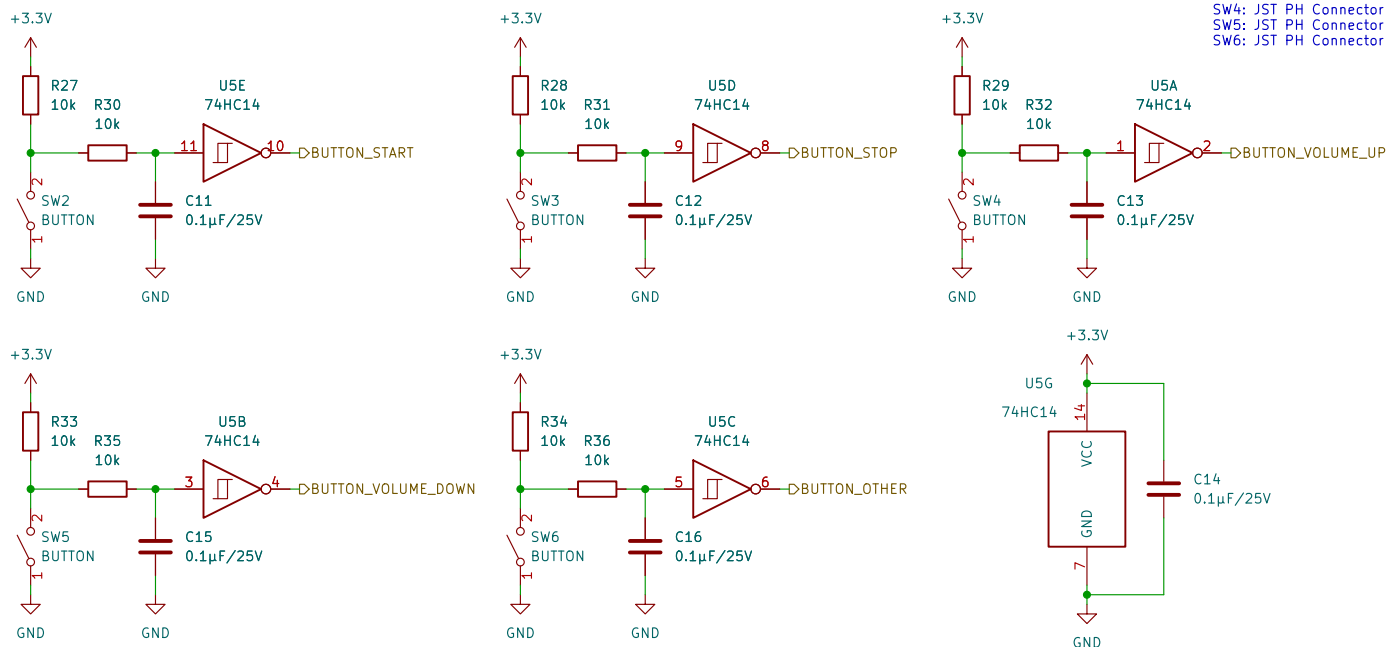 SW4: JST PH Connector
SW5: JST PH Connector
SW6: JST PH Connector
+3.3V
R27
10k
R30
10k
U5E
74HC14
11
10
BUTTON_START
2
SW2
BUTTON
1
C11
0.1µF/25V
GND
GND
+3.3V
R28
10k
R31
10k
U5D
74HC14
9
8
BUTTON_STOP
2
SW3
BUTTON
1
C12
0.1µF/25V
GND
GND
+3.3V
R29
10k
R32
10k
U5A
74HC14
1
2
BUTTON_VOLUME_UP
2
SW4
BUTTON
1
C13
0.1µF/25V
GND
GND
+3.3V
R33
10k
R35
10k
U5B
74HC14
3
4
BUTTON_VOLUME_DOWN
2
SW5
BUTTON
1
C15
0.1µF/25V
GND
GND
+3.3V
R34
10k
R36
10k
U5C
74HC14
5
6
BUTTON_OTHER
2
SW6
BUTTON
1
C16
0.1µF/25V
GND
GND
+3.3V
U5G
74HC14
14
VCC
GND
7
C14
0.1µF/25V
GND